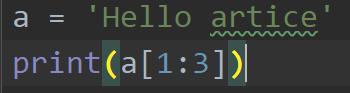 a = 'Hello artice'
print(a[1:3])